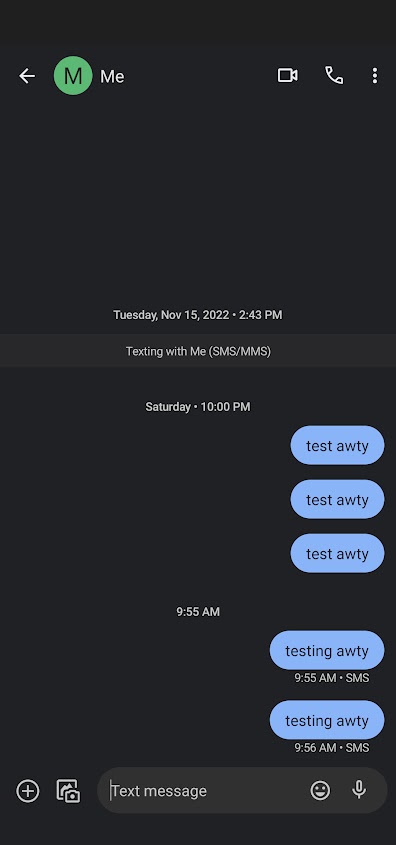 M Me
Tuesday, Nov 15, 2022 • 2:43 PM
Texting with Me (SMS/MMS)
Saturday • 10:00 PM
test awty
test awty
test awty
9:55 AM
testing awty
9:55 AM • SMS
testing awty
9:56 AM • SMS
Text message